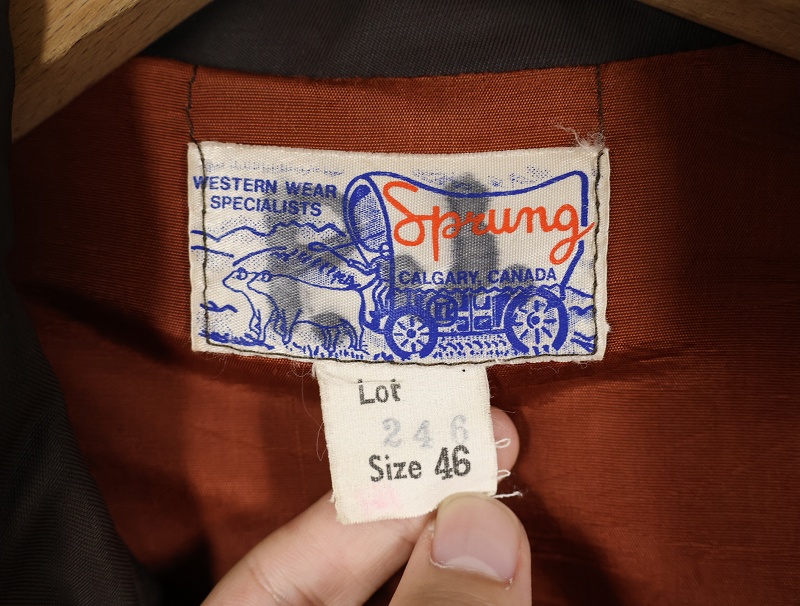 WESTERN WEAR
SPECIALISTS
Sprung
CALGARY, CANADA
Lot
246
Size 46